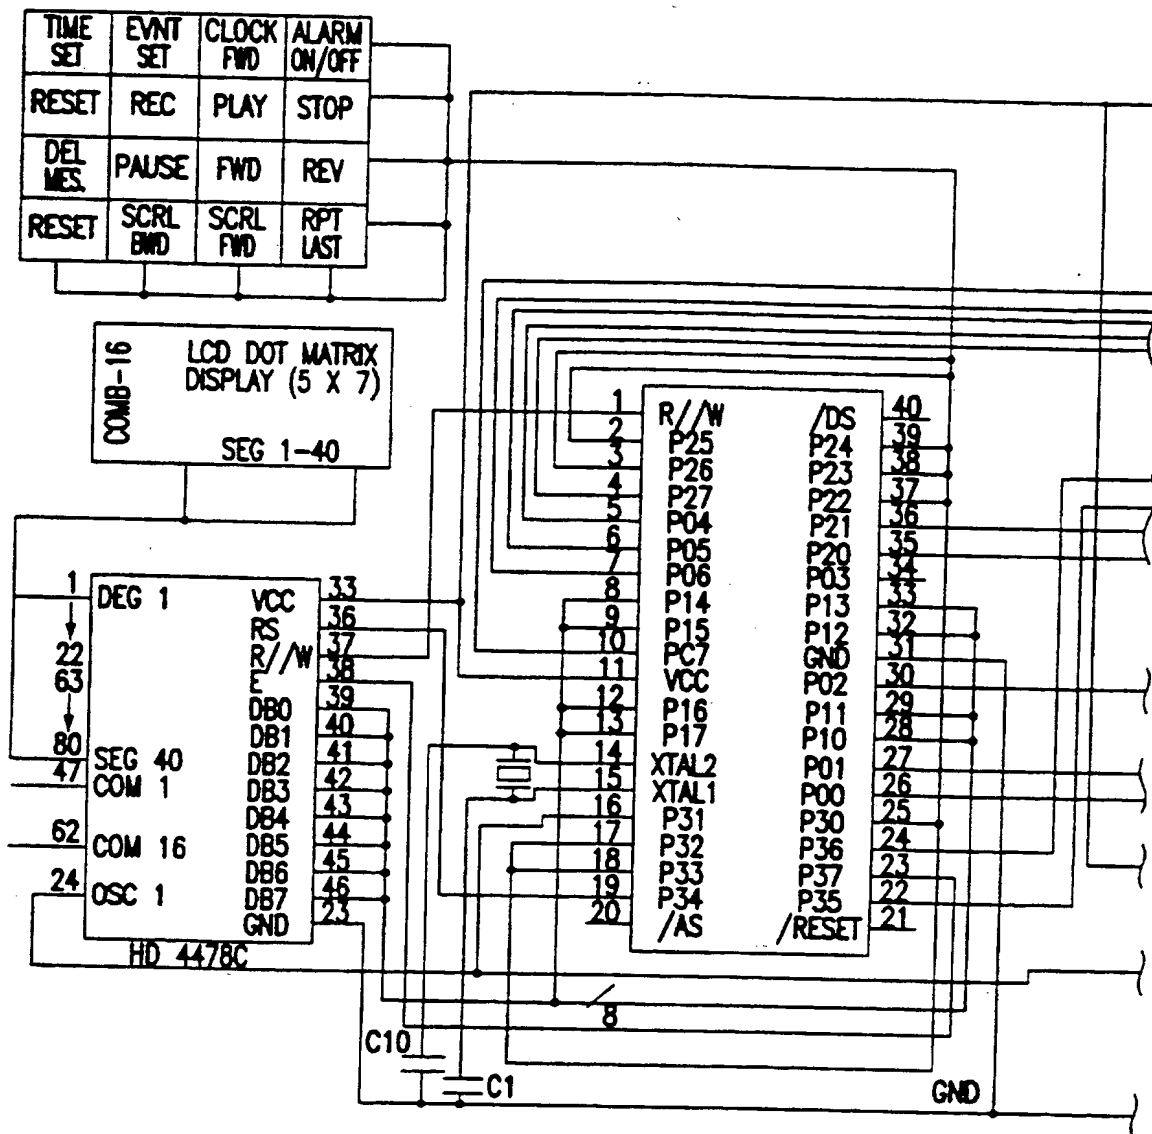 TIME SET
EVNT SET
CLOCK FWD
ALARM ON/OFF
RESET
REC
PLAY
STOP
DEL MES.
PAUSE
FWD
REV
RESET
SCRL BWD
SCRL FWD
RPT LAST
COMB-16
LCD DOT MATRIX
DISPLAY (5 X 7)
SEG 1-40
1
22
63
80
47
62
24
DEG 1
SEG 40
COM 1
COM 16
OSC 1
VCC 33
RS 36
R//W 37
E 38
DB0 39
DB1 40
DB2 41
DB3 42
DB4 43
DB5 44
DB6 45
DB7 46
GND 23
HD 4478C
1 R//W
2 P25
3 P26
4 P27
5 P04
6 P05
7 P06
8 P14
9 P15
10 PC7
11 VCC
12 P16
13 P17
14 XTAL2
15 XTAL1
16 P31
17 P32
18 P33
19 P34
20 /AS
/DS 40
P24 39
P23 38
P22 37
P21 36
P20 35
P03 34
P13 33
P12 32
GND 31
P02 30
P11 29
P10 28
P01 27
P00 26
P30 25
P36 24
P37 23
P35 22
/RESET 21
8
C10
C1
GND